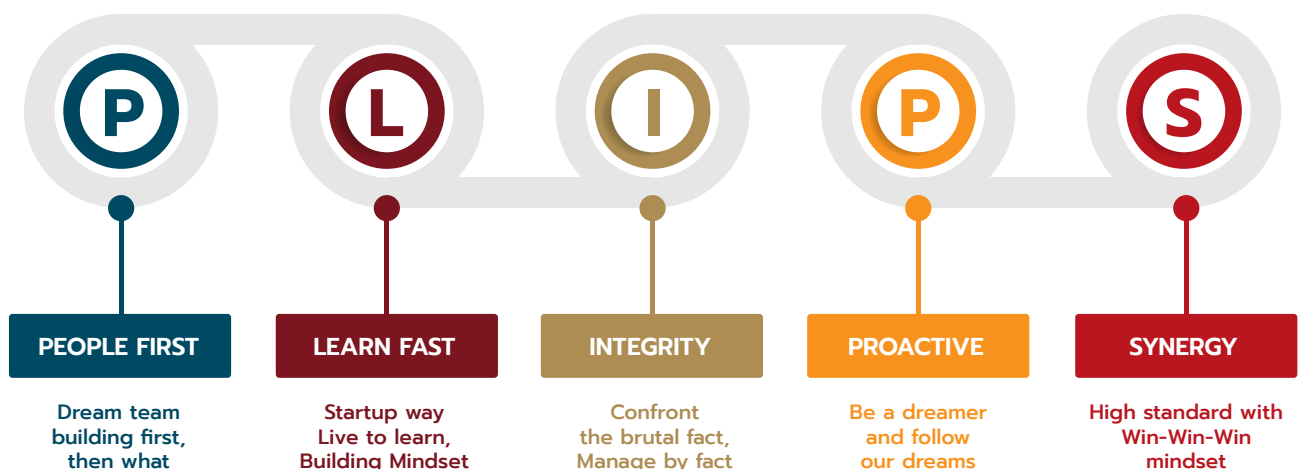 P
L
I
P
S
PEOPLE FIRST
LEARN FAST
INTEGRITY
PROACTIVE
SYNERGY
Dream team
building first,
then what
Startup way
Live to learn,
Building Mindset
Confront
the brutal fact,
Manage by fact
Be a dreamer
and follow
our dreams
High standard with
Win-Win-Win
mindset